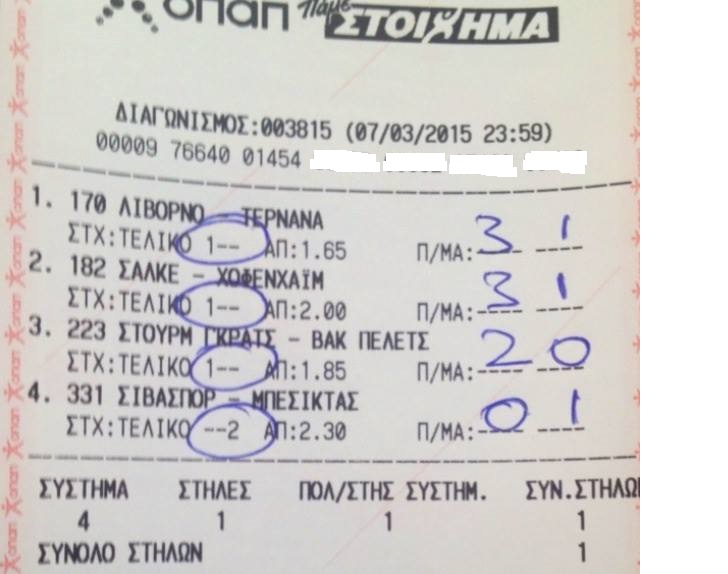 οπαπ Πάμε ΣΤΟΙΧΗΜΑ
ΔΙΑΓΩΝΙΣΜΟΣ:003815 (07/03/2015 23:59)
00009 76640 01454
1. 170 ΛΙΒΟΡΝΟ - ΤΕΡΝΑΝΑ
ΣΤΧ:ΤΕΛΙΚΟ 1-- ΑΠ:1.65 Π/ΜΑ:---- ---- 3 1
2. 182 ΣΑΛΚΕ - ΧΟΦΕΝΧΑΪΜ
ΣΤΧ:ΤΕΛΙΚΟ 1-- ΑΠ:2.00 Π/ΜΑ:---- ---- 3 1
3. 223 ΣΤΟΥΡΜ ΓΚΡΑΤΣ - ΒΑΚ ΠΕΛΕΤΣ
ΣΤΧ:ΤΕΛΙΚΟ 1-- ΑΠ:1.85 Π/ΜΑ:---- ---- 2 0
4. 331 ΣΙΒΑΣΠΟΡ - ΜΠΕΣΙΚΤΑΣ
ΣΤΧ:ΤΕΛΙΚΟ --2 ΑΠ:2.30 Π/ΜΑ:---- ---- 0 1
ΣΥΣΤΗΜΑ ΣΤΗΛΕΣ ΠΟΛ/ΣΤΗΣ ΣΥΣΤΗΜ. ΣΥΝ.ΣΤΗΛΩΝ
4 1 1 1
ΣΥΝΟΛΟ ΣΤΗΛΩΝ 1